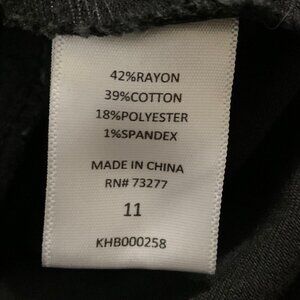 42%RAYON
39%COTTON
18%POLYESTER
1%SPANDEX
MADE IN CHINA
RN# 73277
11
KHB000258